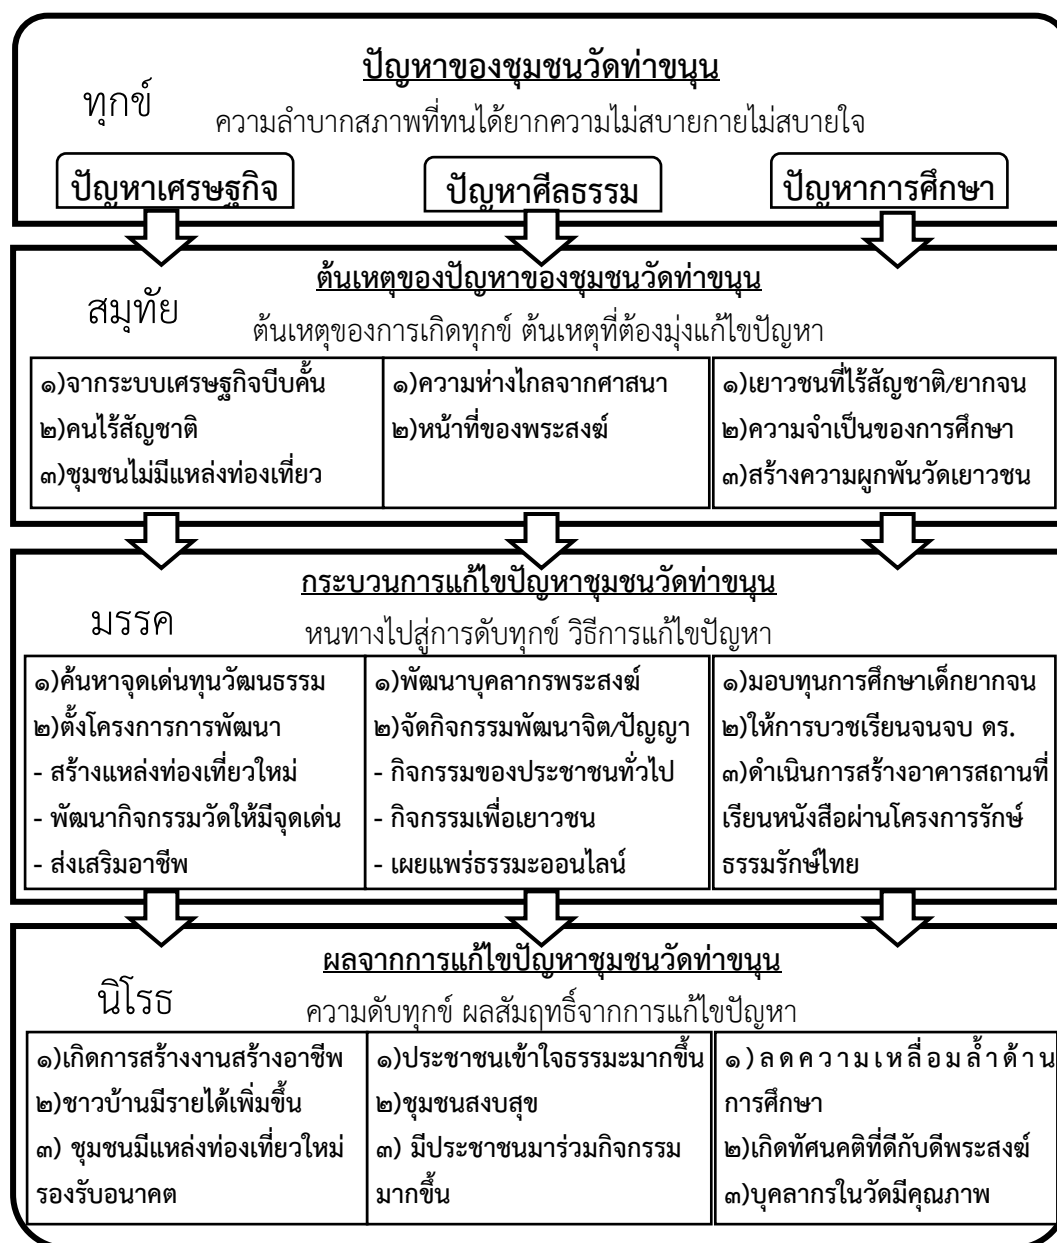 ปัญหาของชุมชนวัดท่าขนุน
ทุกข์
ความลำบากสภาพที่ทนได้ยากความไม่สบายกายไม่สบายใจ
ปัญหาเศรษฐกิจ
ปัญหาศีลธรรม
ปัญหาการศึกษา
ต้นเหตุของปัญหาของชุมชนวัดท่าขนุน
สมุทัย
ต้นเหตุของการเกิดทุกข์ ต้นเหตุที่ต้องมุ่งแก้ไขปัญหา
๑)จากระบบเศรษฐกิจบีบคั้น
๒)คนไร้สัญชาติ
๓)ชุมชนไม่มีแหล่งท่องเที่ยว
๑)ความห่างไกลจากศาสนา
๒)หน้าที่ของพระสงฆ์
๑)เยาวชนที่ไร้สัญชาติ/ยากจน
๒)ความจำเป็นของการศึกษา
๓)สร้างความผูกพันวัดเยาวชน
กระบวนการแก้ไขปัญหาชุมชนวัดท่าขนุน
มรรค
หนทางไปสู่การดับทุกข์ วิธีการแก้ไขปัญหา
๑)ค้นหาจุดเด่นทุนวัฒนธรรม
๒)ตั้งโครงการการพัฒนา
- สร้างแหล่งท่องเที่ยวใหม่
- พัฒนากิจกรรมวัดให้มีจุดเด่น
- ส่งเสริมอาชีพ
๑)พัฒนาบุคลากรพระสงฆ์
๒)จัดกิจกรรมพัฒนาจิต/ปัญญา
- กิจกรรมของประชาชนทั่วไป
- กิจกรรมเพื่อเยาวชน
- เผยแพร่ธรรมะออนไลน์
๑)มอบทุนการศึกษาเด็กยากจน
๒)ให้การบวชเรียนจนจบ ดร.
๓)ดำเนินการสร้างอาคารสถานที่
เรียนหนังสือผ่านโครงการรักษ์
ธรรมรักษ์ไทย
ผลจากการแก้ไขปัญหาชุมชนวัดท่าขนุน
นิโรธ
ความดับทุกข์ ผลสัมฤทธิ์จากการแก้ไขปัญหา
๑)เกิดการสร้างงานสร้างอาชีพ
๒)ชาวบ้านมีรายได้เพิ่มขึ้น
๓) ชุมชนมีแหล่งท่องเที่ยวใหม่
รองรับอนาคต
๑)ประชาชนเข้าใจธรรมะมากขึ้น
๒)ชุมชนสงบสุข
๓) มีประชาชนมาร่วมกิจกรรม
มากขึ้น
๑)ลดความเหลื่อมล้ำด้าน
การศึกษา
๒)เกิดทัศนคติที่ดีกับดีพระสงฆ์
๓)บุคลากรในวัดมีคุณภาพ